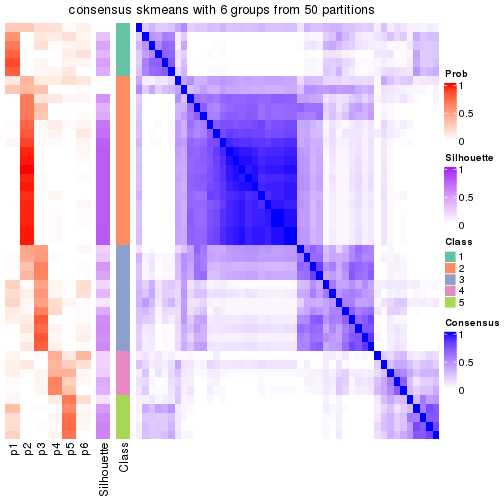 consensus skmeans with 6 groups from 50 partitions
Prob
1
0.5
0
Silhouette
1
0.5
0
Class
1
2
3
4
5
Consensus
1
0.5
0
p1
p2
p3
p4
p5
p6
Silhouette
Class